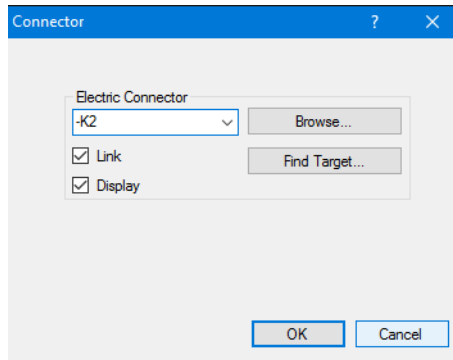 Connector ?
Electric Connector
-K2 Browse...
Link Find Target...
Display
OK Cancel